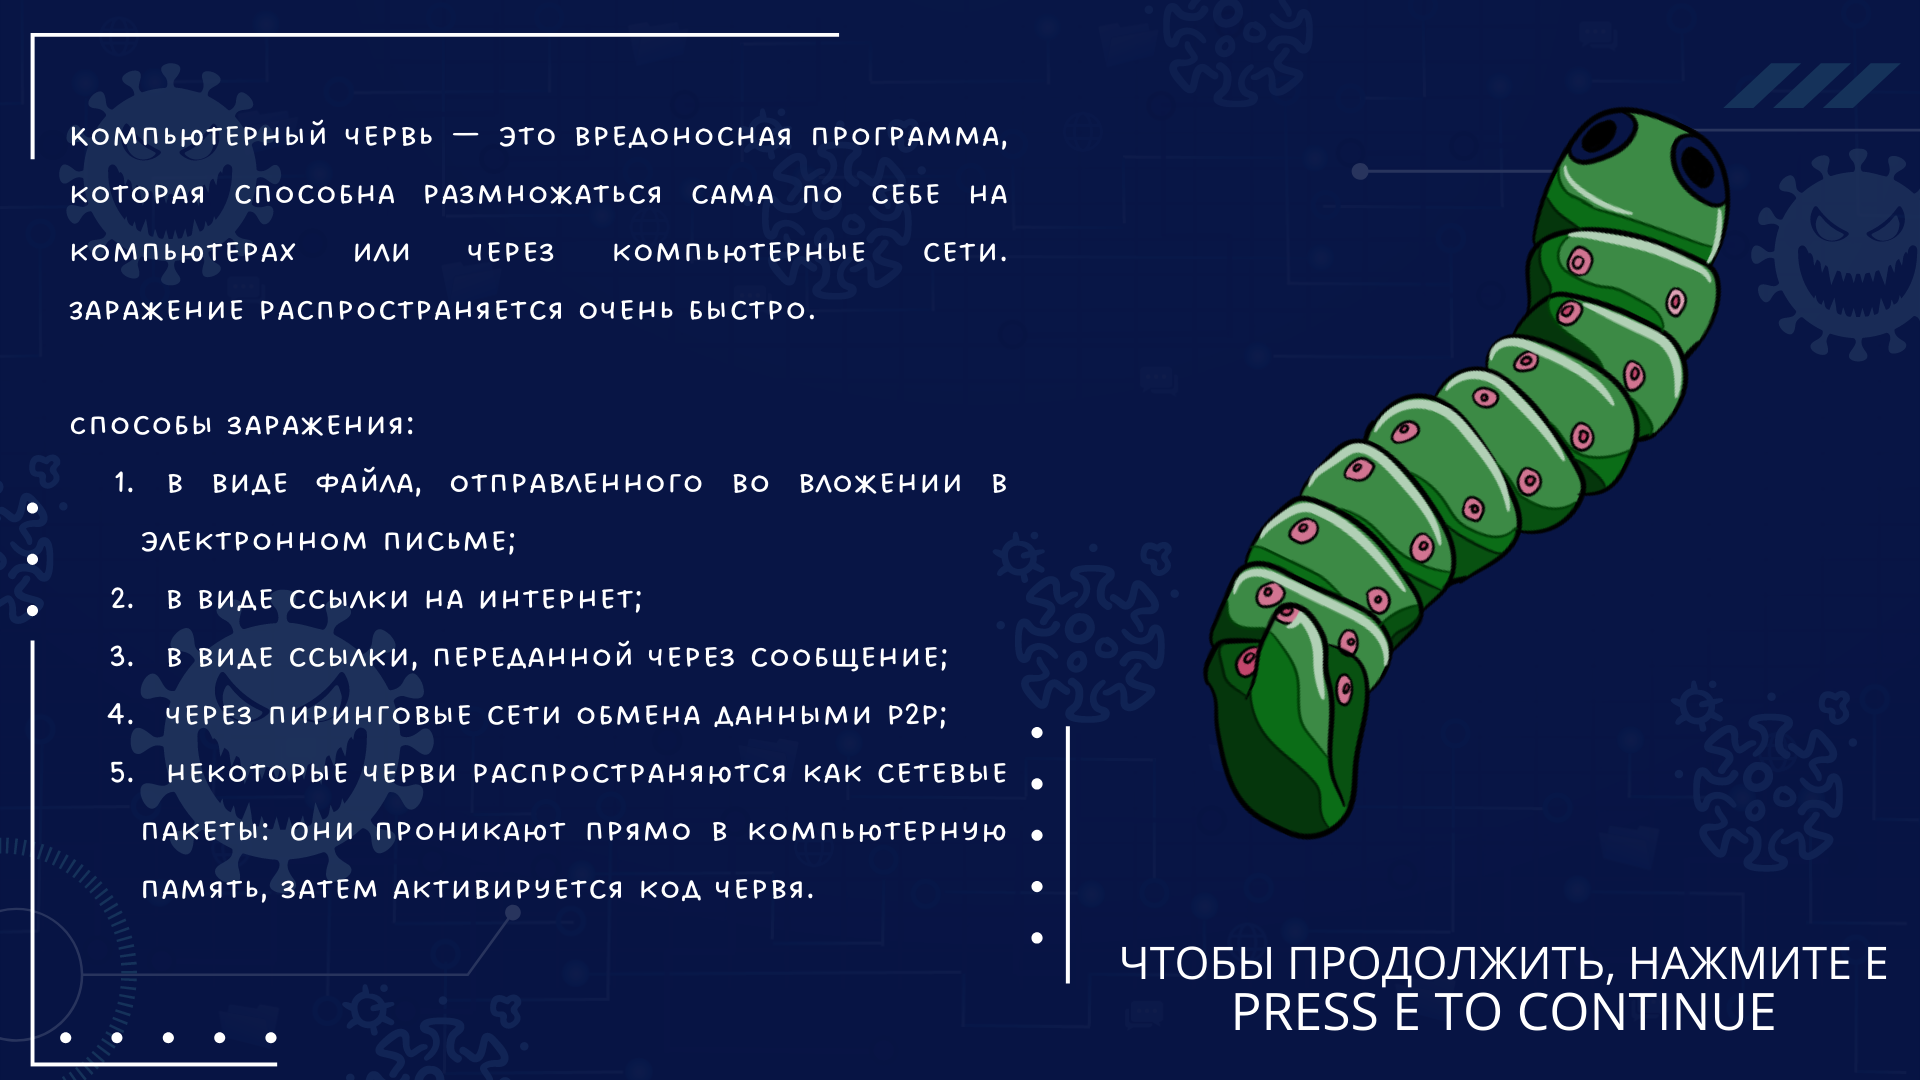 КОМПЬЮТЕРНЫЙ ЧЕРВЬ — ЭТО ВРЕДОНОСНАЯ ПРОГРАММА,
КОТОРАЯ СПОСОБНА РАЗМНОЖАТЬСЯ САМА ПО СЕБЕ НА
КОМПЬЮТЕРАХ ИЛИ ЧЕРЕЗ КОМПЬЮТЕРНЫЕ СЕТИ.
ЗАРАЖЕНИЕ РАСПРОСТРАНЯЕТСЯ ОЧЕНЬ БЫСТРО.
СПОСОБЫ ЗАРАЖЕНИЯ:
1. В ВИДЕ ФАЙЛА, ОТПРАВЛЕННОГО ВО ВЛОЖЕНИИ В
ЭЛЕКТРОННОМ ПИСЬМЕ;
2. В ВИДЕ ССЫЛКИ НА ИНТЕРНЕТ;
3. В ВИДЕ ССЫЛКИ, ПЕРЕДАННОЙ ЧЕРЕЗ СООБЩЕНИЕ;
4. ЧЕРЕЗ ПИРИНГОВЫЕ СЕТИ ОБМЕНА ДАННЫМИ P2P;
5. НЕКОТОРЫЕ ЧЕРВИ РАСПРОСТРАНЯЮТСЯ КАК СЕТЕВЫЕ
ПАКЕТЫ: ОНИ ПРОНИКАЮТ ПРЯМО В КОМПЬЮТЕРНУЮ
ПАМЯТЬ, ЗАТЕМ АКТИВИРУЕТСЯ КОД ЧЕРВЯ.
ЧТОБЫ ПРОДОЛЖИТЬ, НАЖМИТЕ E
PRESS E TO CONTINUE